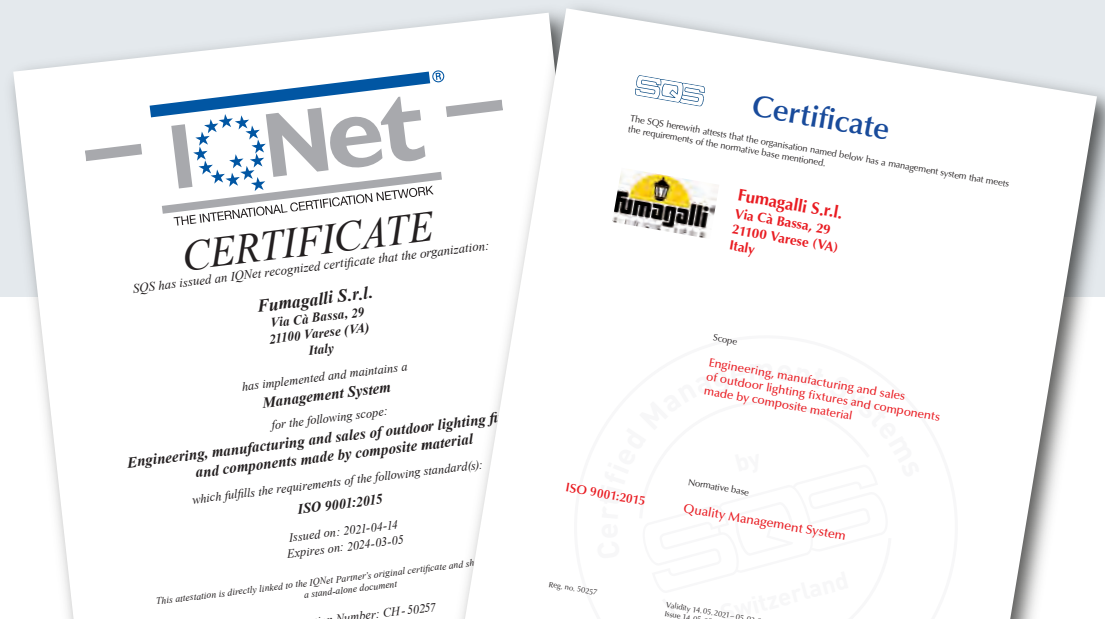 ®
IQNet
THE INTERNATIONAL CERTIFICATION NETWORK
CERTIFICATE
SQS has issued an IQNet recognized certificate that the organization:
Fumagalli S.r.l.
Via Cà Bassa, 29
21100 Varese (VA)
Italy
has implemented and maintains a
Management System
for the following scope:
Engineering, manufacturing and sales of outdoor lighting
and components made by composite material
which fulfills the requirements of the following standard(s):
ISO 9001:2015
Issued on: 2021-04-14
Expires on: 2024-03-05
This attestation is directly linked to the IQNet Partner's original certificate and
a stand-alone document
Number: CH-50257
SQS
Certificate
The SQS herewith attests that the organisation named below has a management system that meets
the requirements of the normative base mentioned.
fumagalli
Fumagalli S.r.l.
Via Cà Bassa, 29
21100 Varese (VA)
Italy
Scope
Engineering, manufacturing and sales
of outdoor lighting fixtures and components
made by composite material
Normative base
ISO 9001:2015
Quality Management System
Certified
by
SQS
Switzerland
Reg. no. 50257
Validity 14.05.2021–
Issue